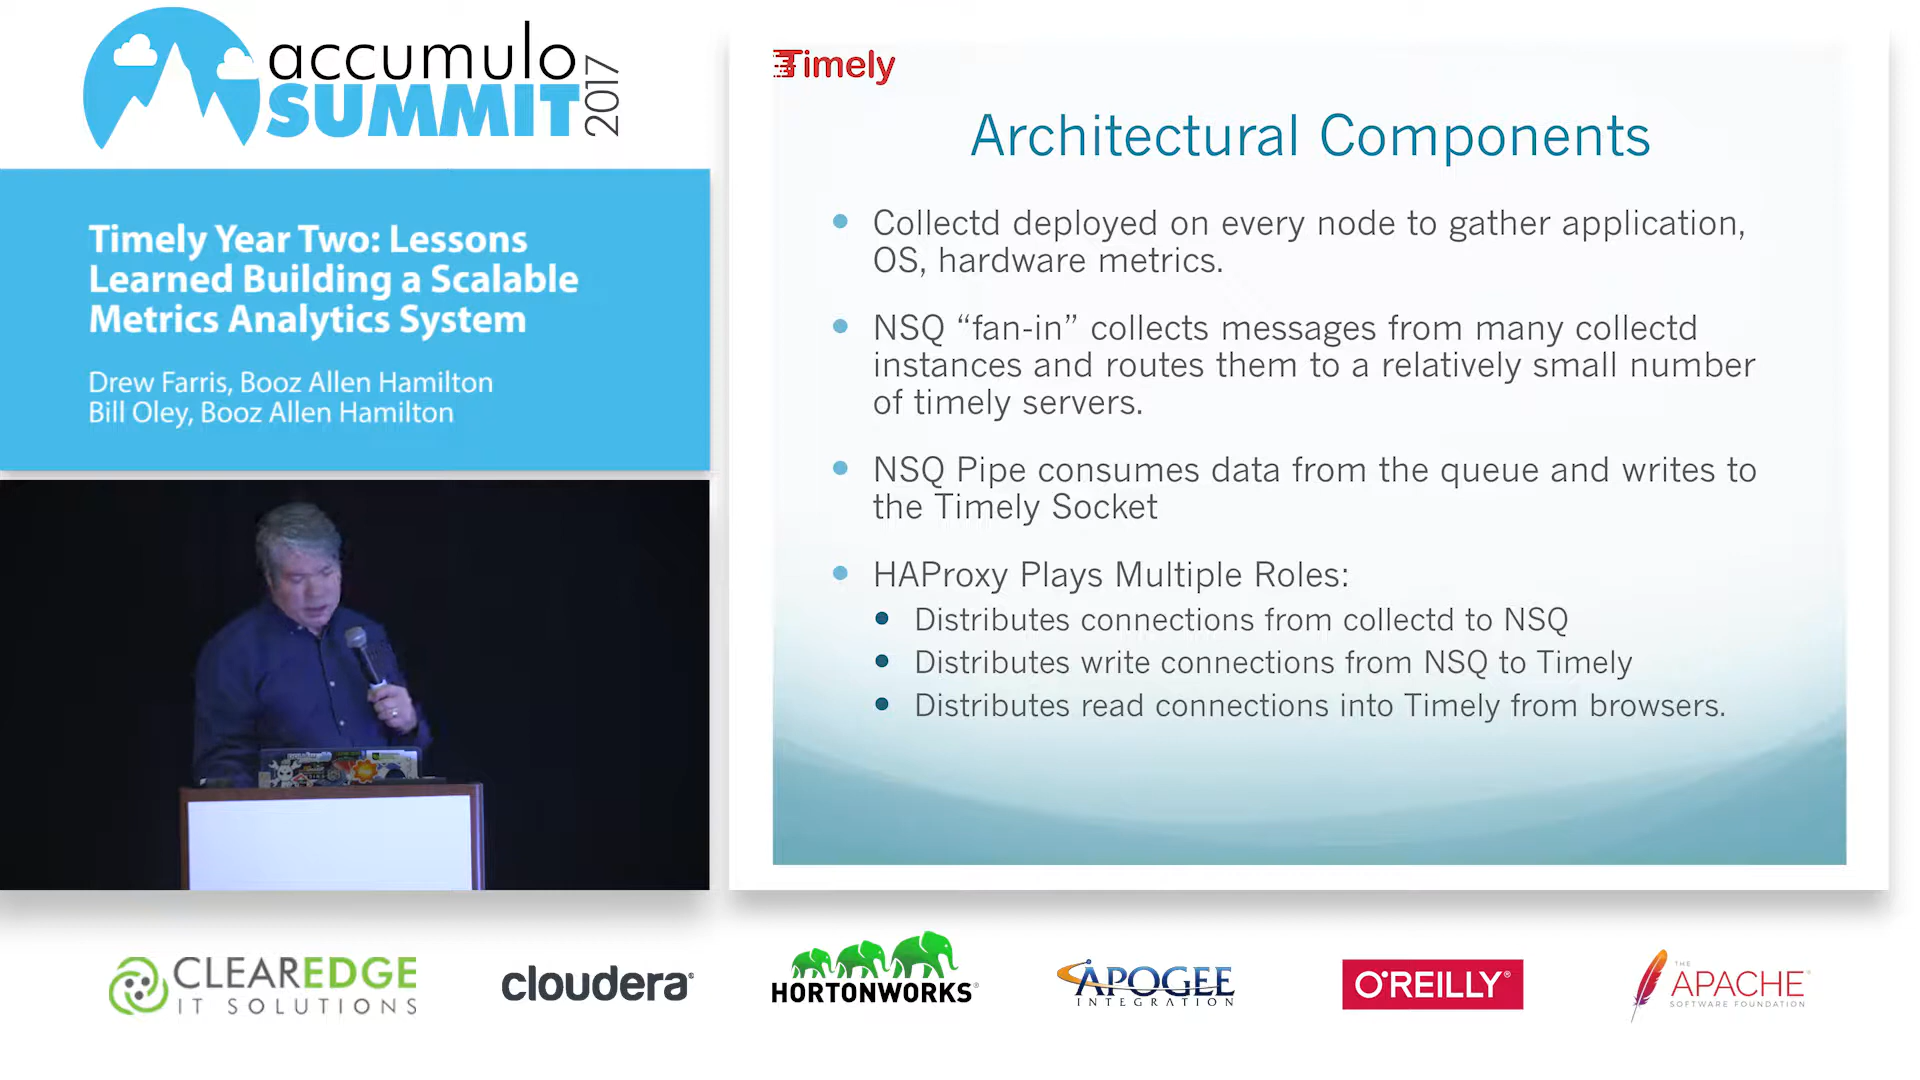 accumulo
SUMMIT
2017
Timely Year Two: Lessons
Learned Building a Scalable
Metrics Analytics System
Drew Farris, Booz Allen Hamilton
Bill Oley, Booz Allen Hamilton
Timely
Architectural Components
• Collectd deployed on every node to gather application,
OS, hardware metrics.
• NSQ “fan-in” collects messages from many collectd
instances and routes them to a relatively small number
of timely servers.
• NSQ Pipe consumes data from the queue and writes to
the Timely Socket
• HAProxy Plays Multiple Roles:
• Distributes connections from collectd to NSQ
• Distributes write connections from NSQ to Timely
• Distributes read connections into Timely from browsers.
CLEAREDGE
IT SOLUTIONS
cloudera®
HORTONWORKS®
APOGEE
INTEGRATION
O'REILLY®
THE
APACHE®
SOFTWARE FOUNDATION